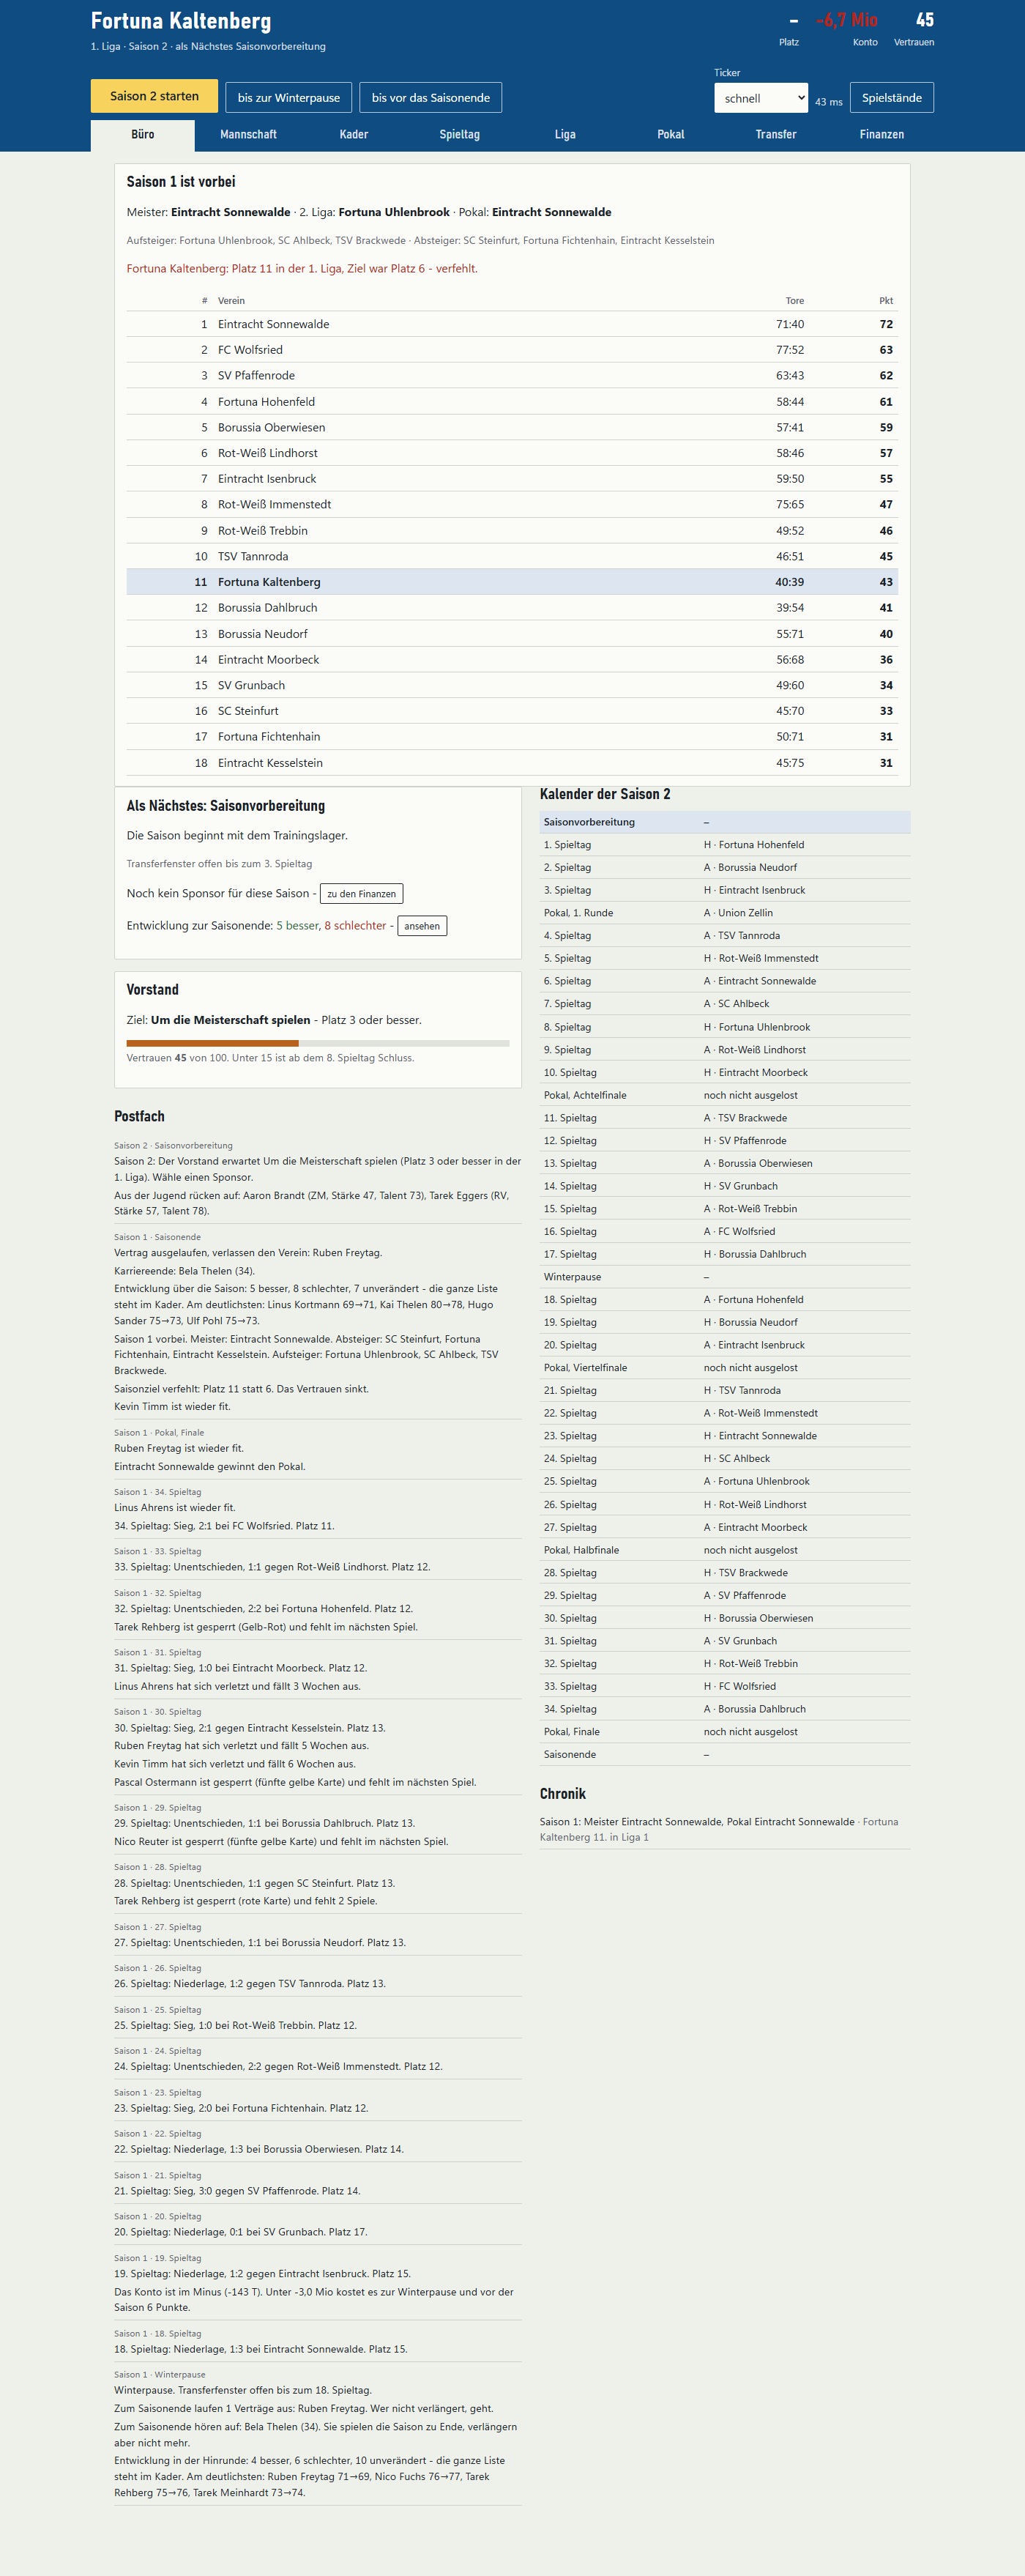 Fortuna Kaltenberg
1. Liga · Saison 2 · als Nächstes Saisonvorbereitung
–
Platz
-6,7 Mio
Konto
45
Vertrauen
Saison 2 starten
bis zur Winterpause
bis vor das Saisonende
Ticker
schnell
43 ms
Spielstände
Büro
Mannschaft
Kader
Spieltag
Liga
Pokal
Transfer
Finanzen
Saison 1 ist vorbei
Meister: Eintracht Sonnewalde · 2. Liga: Fortuna Uhlenbrook · Pokal: Eintracht Sonnewalde
Aufsteiger: Fortuna Uhlenbrook, SC Ahlbeck, TSV Brackwede · Absteiger: SC Steinfurt, Fortuna Fichtenhain, Eintracht Kesselstein
Fortuna Kaltenberg: Platz 11 in der 1. Liga, Ziel war Platz 6 - verfehlt.
# Verein Tore Pkt
1 Eintracht Sonnewalde 71:40 72
2 FC Wolfsried 77:52 63
3 SV Pfaffenrode 63:43 62
4 Fortuna Hohenfeld 58:44 61
5 Borussia Oberwiesen 57:41 59
6 Rot-Weiß Lindhorst 58:46 57
7 Eintracht Isenbruck 59:50 55
8 Rot-Weiß Immenstedt 75:65 47
9 Rot-Weiß Trebbin 49:52 46
10 TSV Tannroda 46:51 45
11 Fortuna Kaltenberg 40:39 43
12 Borussia Dahlbruch 39:54 41
13 Borussia Neudorf 55:71 40
14 Eintracht Moorbeck 56:68 36
15 SV Grunbach 49:60 34
16 SC Steinfurt 45:70 33
17 Fortuna Fichtenhain 50:71 31
18 Eintracht Kesselstein 45:75 31
Als Nächstes: Saisonvorbereitung
Die Saison beginnt mit dem Trainingslager.
Transferfenster offen bis zum 3. Spieltag
Noch kein Sponsor für diese Saison - zu den Finanzen
Entwicklung zur Saisonende: 5 besser, 8 schlechter - ansehen
Vorstand
Ziel: Um die Meisterschaft spielen - Platz 3 oder besser.
Vertrauen 45 von 100. Unter 15 ist ab dem 8. Spieltag Schluss.
Postfach
Saison 2 · Saisonvorbereitung
Saison 2: Der Vorstand erwartet Um die Meisterschaft spielen (Platz 3 oder besser in der
1. Liga). Wähle einen Sponsor.
Aus der Jugend rücken auf: Aaron Brandt (ZM, Stärke 47, Talent 73), Tarek Eggers (RV,
Stärke 57, Talent 78).
Saison 1 · Saisonende
Vertrag ausgelaufen, verlassen den Verein: Ruben Freytag.
Karriereende: Bela Thelen (34).
Entwicklung über die Saison: 5 besser, 8 schlechter, 7 unverändert - die ganze Liste
steht im Kader. Am deutlichsten: Linus Kortmann 69→71, Kai Thelen 80→78, Hugo
Sander 75→73, Ulf Pohl 75→73.
Saison 1 vorbei. Meister: Eintracht Sonnewalde. Absteiger: SC Steinfurt, Fortuna
Fichtenhain, Eintracht Kesselstein. Aufsteiger: Fortuna Uhlenbrook, SC Ahlbeck, TSV
Brackwede.
Saisonziel verfehlt: Platz 11 statt 6. Das Vertrauen sinkt.
Kevin Timm ist wieder fit.
Saison 1 · Pokal, Finale
Ruben Freytag ist wieder fit.
Eintracht Sonnewalde gewinnt den Pokal.
Saison 1 · 34. Spieltag
Linus Ahrens ist wieder fit.
34. Spieltag: Sieg, 2:1 bei FC Wolfsried. Platz 11.
Saison 1 · 33. Spieltag
33. Spieltag: Unentschieden, 1:1 gegen Rot-Weiß Lindhorst. Platz 12.
Saison 1 · 32. Spieltag
32. Spieltag: Unentschieden, 2:2 bei Fortuna Hohenfeld. Platz 12.
Tarek Rehberg ist gesperrt (Gelb-Rot) und fehlt im nächsten Spiel.
Saison 1 · 31. Spieltag
31. Spieltag: Sieg, 1:0 bei Eintracht Moorbeck. Platz 12.
Linus Ahrens hat sich verletzt und fällt 3 Wochen aus.
Saison 1 · 30. Spieltag
30. Spieltag: Sieg, 2:1 gegen Eintracht Kesselstein. Platz 13.
Ruben Freytag hat sich verletzt und fällt 5 Wochen aus.
Kevin Timm hat sich verletzt und fällt 6 Wochen aus.
Pascal Ostermann ist gesperrt (fünfte gelbe Karte) und fehlt im nächsten Spiel.
Saison 1 · 29. Spieltag
29. Spieltag: Unentschieden, 1:1 bei Borussia Dahlbruch. Platz 13.
Nico Reuter ist gesperrt (fünfte gelbe Karte) und fehlt im nächsten Spiel.
Saison 1 · 28. Spieltag
28. Spieltag: Unentschieden, 1:1 gegen SC Steinfurt. Platz 13.
Tarek Rehberg ist gesperrt (rote Karte) und fehlt 2 Spiele.
Saison 1 · 27. Spieltag
27. Spieltag: Unentschieden, 1:1 bei Borussia Neudorf. Platz 13.
Saison 1 · 26. Spieltag
26. Spieltag: Niederlage, 1:2 gegen TSV Tannroda. Platz 13.
Saison 1 · 25. Spieltag
25. Spieltag: Sieg, 1:0 bei Rot-Weiß Trebbin. Platz 12.
Saison 1 · 24. Spieltag
24. Spieltag: Unentschieden, 2:2 gegen Rot-Weiß Immenstedt. Platz 12.
Saison 1 · 23. Spieltag
23. Spieltag: Sieg, 2:0 bei Fortuna Fichtenhain. Platz 12.
Saison 1 · 22. Spieltag
22. Spieltag: Niederlage, 1:3 bei Borussia Oberwiesen. Platz 14.
Saison 1 · 21. Spieltag
21. Spieltag: Sieg, 3:0 gegen SV Pfaffenrode. Platz 14.
Saison 1 · 20. Spieltag
20. Spieltag: Niederlage, 0:1 bei SV Grunbach. Platz 17.
Saison 1 · 19. Spieltag
19. Spieltag: Niederlage, 1:2 gegen Eintracht Isenbruck. Platz 15.
Das Konto ist im Minus (-143 T). Unter -3,0 Mio kostet es zur Winterpause und vor der
Saison 6 Punkte.
Saison 1 · 18. Spieltag
18. Spieltag: Niederlage, 1:3 bei Eintracht Sonnewalde. Platz 15.
Saison 1 · Winterpause
Winterpause. Transferfenster offen bis zum 18. Spieltag.
Zum Saisonende laufen 1 Verträge aus: Ruben Freytag. Wer nicht verlängert, geht.
Zum Saisonende hören auf: Bela Thelen (34). Sie spielen die Saison zu Ende, verlängern
aber nicht mehr.
Entwicklung in der Hinrunde: 4 besser, 6 schlechter, 10 unverändert - die ganze Liste
steht im Kader. Am deutlichsten: Ruben Freytag 71→69, Nico Fuchs 76→77, Tarek
Rehberg 75→76, Tarek Meinhardt 73→74.
Kalender der Saison 2
Saisonvorbereitung –
1. Spieltag H · Fortuna Hohenfeld
2. Spieltag A · Borussia Neudorf
3. Spieltag H · Eintracht Isenbruck
Pokal, 1. Runde A · Union Zellin
4. Spieltag A · TSV Tannroda
5. Spieltag H · Rot-Weiß Immenstedt
6. Spieltag A · Eintracht Sonnewalde
7. Spieltag A · SC Ahlbeck
8. Spieltag H · Fortuna Uhlenbrook
9. Spieltag A · Rot-Weiß Lindhorst
10. Spieltag H · Eintracht Moorbeck
Pokal, Achtelfinale noch nicht ausgelost
11. Spieltag A · TSV Brackwede
12. Spieltag H · SV Pfaffenrode
13. Spieltag A · Borussia Oberwiesen
14. Spieltag H · SV Grunbach
15. Spieltag A · Rot-Weiß Trebbin
16. Spieltag A · FC Wolfsried
17. Spieltag H · Borussia Dahlbruch
Winterpause –
18. Spieltag A · Fortuna Hohenfeld
19. Spieltag H · Borussia Neudorf
20. Spieltag A · Eintracht Isenbruck
Pokal, Viertelfinale noch nicht ausgelost
21. Spieltag H · TSV Tannroda
22. Spieltag A · Rot-Weiß Immenstedt
23. Spieltag H · Eintracht Sonnewalde
24. Spieltag H · SC Ahlbeck
25. Spieltag A · Fortuna Uhlenbrook
26. Spieltag H · Rot-Weiß Lindhorst
27. Spieltag A · Eintracht Moorbeck
Pokal, Halbfinale noch nicht ausgelost
28. Spieltag H · TSV Brackwede
29. Spieltag A · SV Pfaffenrode
30. Spieltag H · Borussia Oberwiesen
31. Spieltag A · SV Grunbach
32. Spieltag H · Rot-Weiß Trebbin
33. Spieltag H · FC Wolfsried
34. Spieltag A · Borussia Dahlbruch
Pokal, Finale noch nicht ausgelost
Saisonende –
Chronik
Saison 1: Meister Eintracht Sonnewalde, Pokal Eintracht Sonnewalde · Fortuna
Kaltenberg 11. in Liga 1